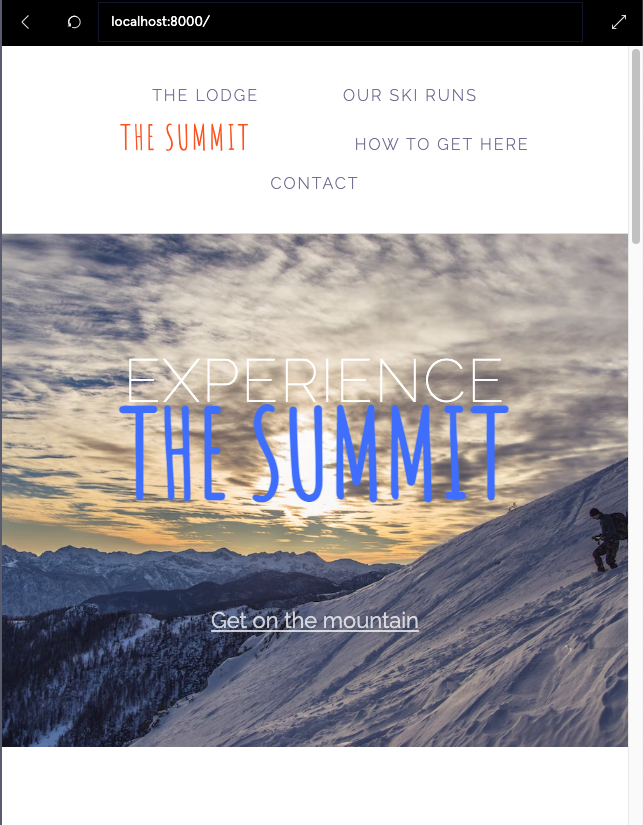 localhost:8000/
THE LODGE OUR SKI RUNS
THE SUMMIT HOW TO GET HERE
CONTACT
EXPERIENCE
THE SUMMIT
Get on the mountain